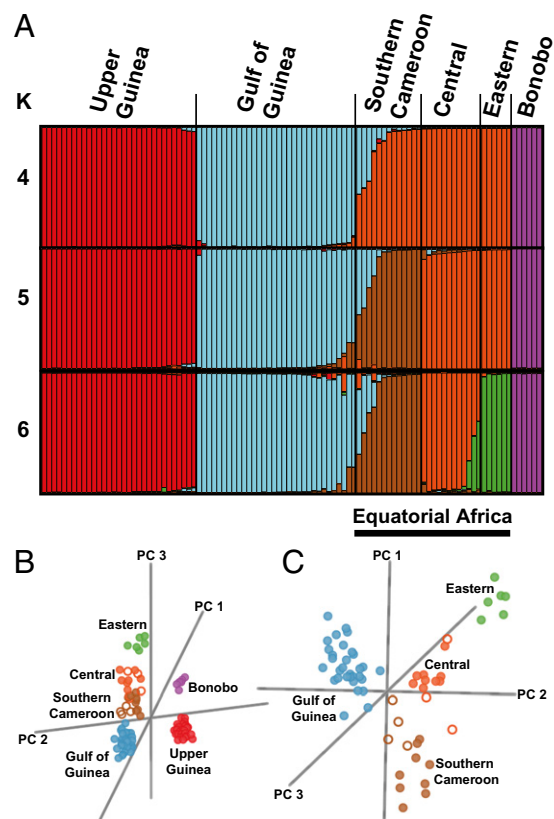 A
K
Upper
Guinea
Gulf of
Guinea
Southern
Cameroon
Central
Eastern
Bonobo
4
5
6
Equatorial Africa
B
PC 3
PC 1
Eastern
Central
Bonobo
Southern
Cameroon
PC 2
Gulf of
Guinea
Upper
Guinea
C
PC 1
Eastern
Central
PC 2
Gulf of
Guinea
Southern
Cameroon
PC 3